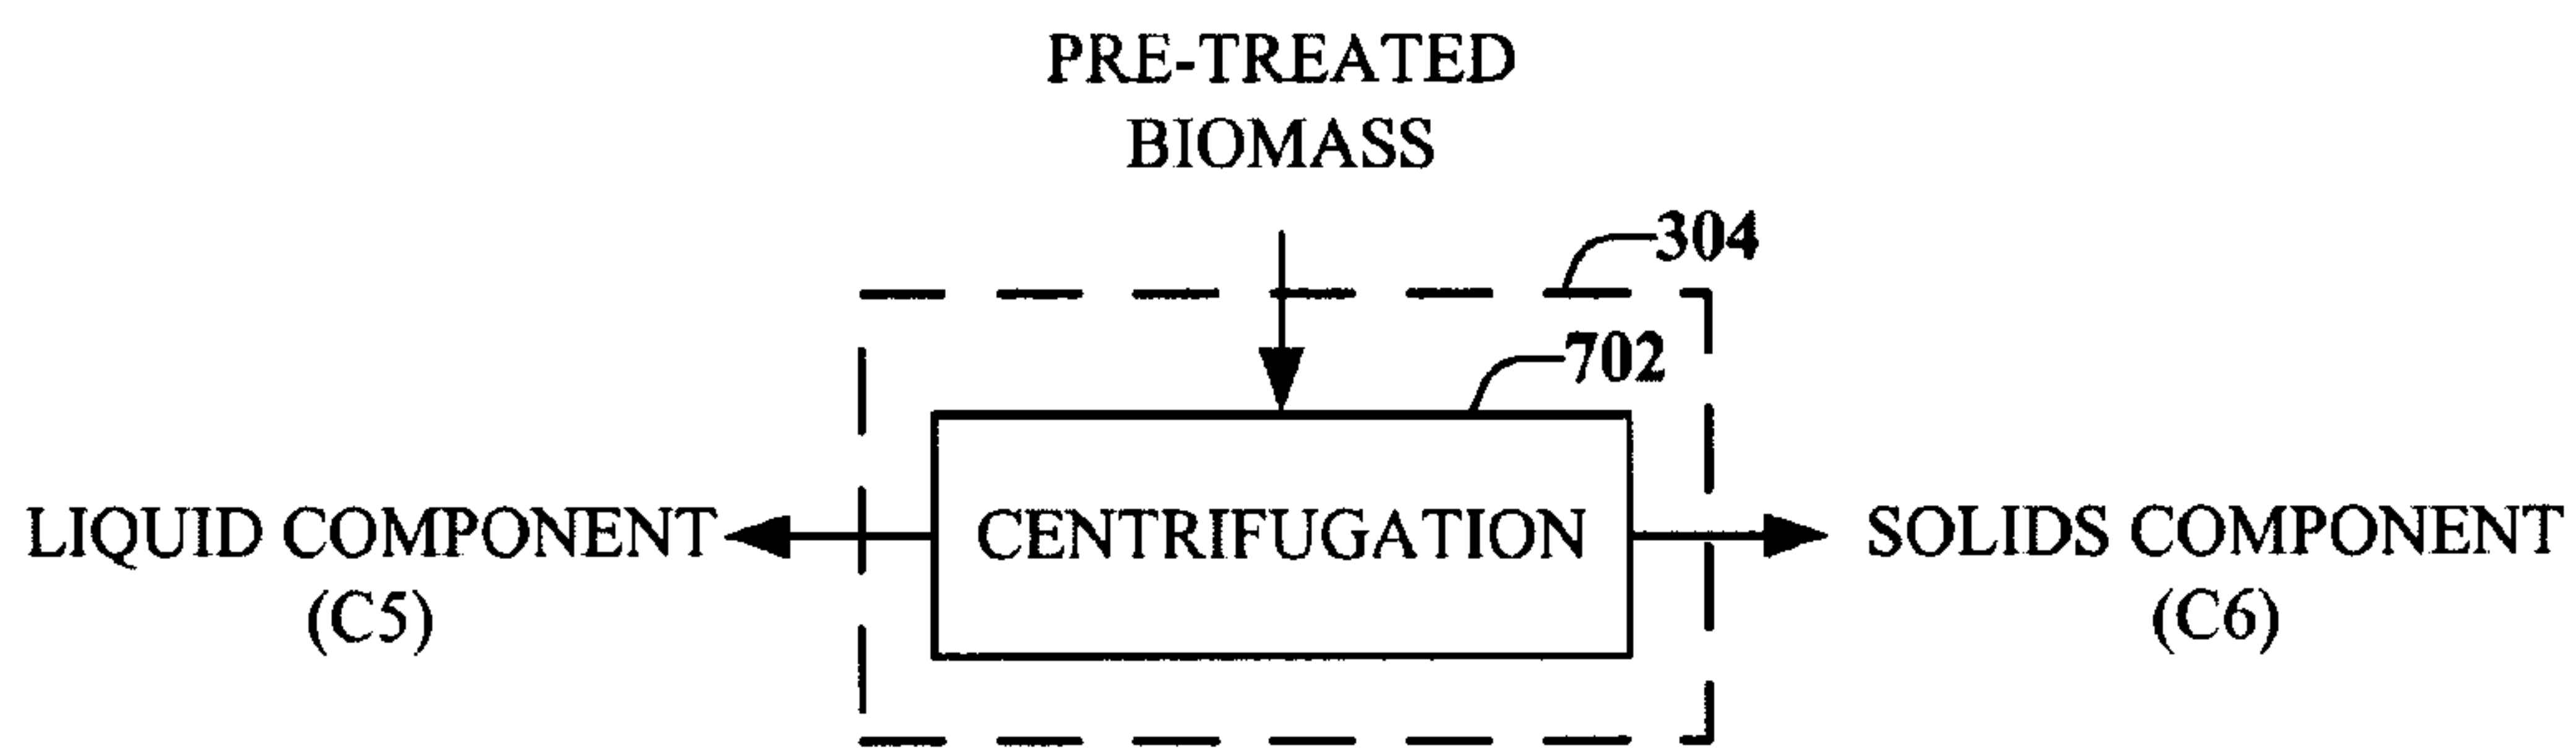 PRE-TREATED
BIOMASS
304
702
LIQUID COMPONENT
(C5)
CENTRIFUGATION
SOLIDS COMPONENT
(C6)